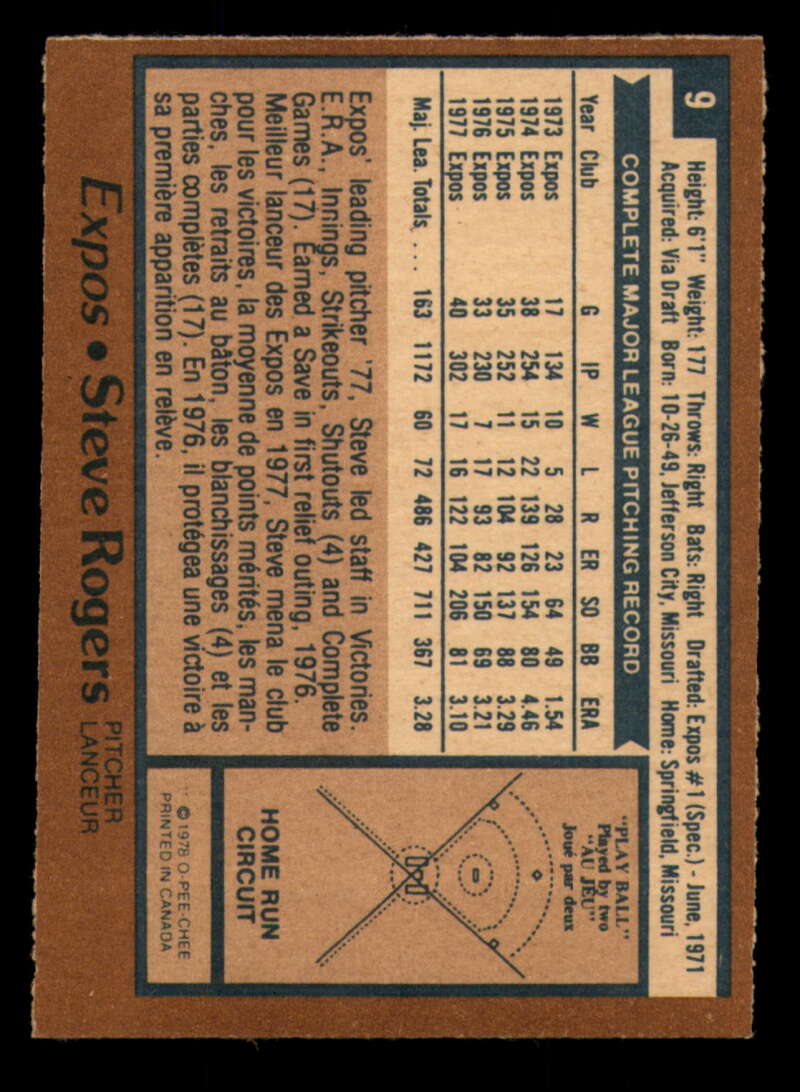 9
Height: 6'1" Weight: 177 Throws: Right Bats: Right Drafted: Expos #1 (Spec.) - June, 1971
Acquired: Via Draft Born: 10-26-49, Jefferson City, Missouri Home: Springfield, Missouri
COMPLETE MAJOR LEAGUE PITCHING RECORD
Year Club G IP W L R ER SO BB ERA
1973 Expos 17 134 10 5 28 23 64 49 1.54
1974 Expos 38 254 15 22 139 126 154 80 4.46
1975 Expos 35 252 11 12 104 92 137 88 3.29
1976 Expos 33 230 7 17 93 82 150 69 3.21
1977 Expos 40 302 17 16 122 104 206 81 3.10
Maj. Lea. Totals, . . . 163 1172 60 72 486 427 711 367 3.28
Expos' leading pitcher '77, Steve led staff in Victories.
E.R.A., Innings, Strikeouts, Shutouts (4) and Complete
Games (17). Earned a Save in first relief outing, 1976.
Meilleur lanceur des Expos en 1977, Steve mena le club
pour les victoires, la moyenne de points mérités, les man-
ches, les retraits au bâton, les blanchissages (4) et les
parties complètes (17). En 1976, il protégea une victoire à
sa première apparition en relève.
"PLAY BALL"
Played by two
"AU JEU"
Joué par deux
HOME RUN
CIRCUIT
Expos • Steve Rogers
PITCHER
LANCEUR
© 1978 O-PEE-CHEE
PRINTED IN CANADA